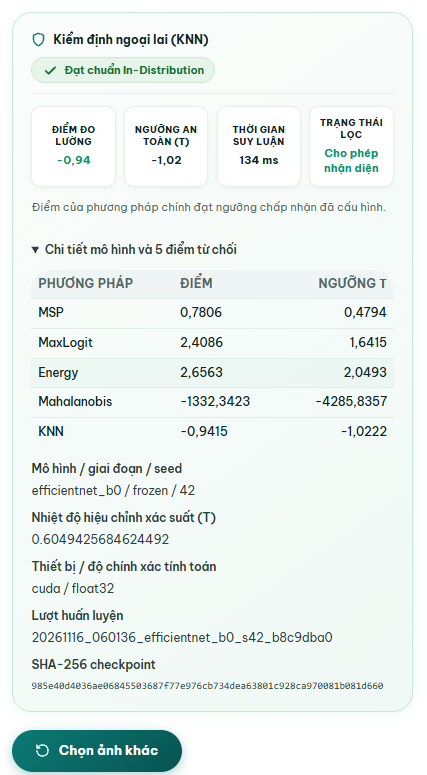 Kiểm định ngoại lai (KNN)
Đạt chuẩn In-Distribution
ĐIỂM ĐO LƯỜNG
-0,94
NGƯỠNG AN TOÀN (T)
-1,02
THỜI GIAN SUY LUẬN
134 ms
TRẠNG THÁI LỌC
Cho phép nhận diện
Điểm của phương pháp chính đạt ngưỡng chấp nhận đã cấu hình.
▼ Chi tiết mô hình và 5 điểm từ chối
PHƯƠNG PHÁP ĐIỂM NGƯỠNG T
MSP 0,7806 0,4794
MaxLogit 2,4086 1,6415
Energy 2,6563 2,0493
Mahalanobis -1332,3423 -4285,8357
KNN -0,9415 -1,0222
Mô hình / giai đoạn / seed
efficientnet_b0 / frozen / 42
Nhiệt độ hiệu chỉnh xác suất (T)
0.6049425684624492
Thiết bị / độ chính xác tính toán
cuda / float32
Lượt huấn luyện
20261116_060136_efficientnet_b0_s42_b8c9dba0
SHA-256 checkpoint
985e40d4036ae06845503687f77e976cb734dea63801c928ca970081b081d660
Chọn ảnh khác